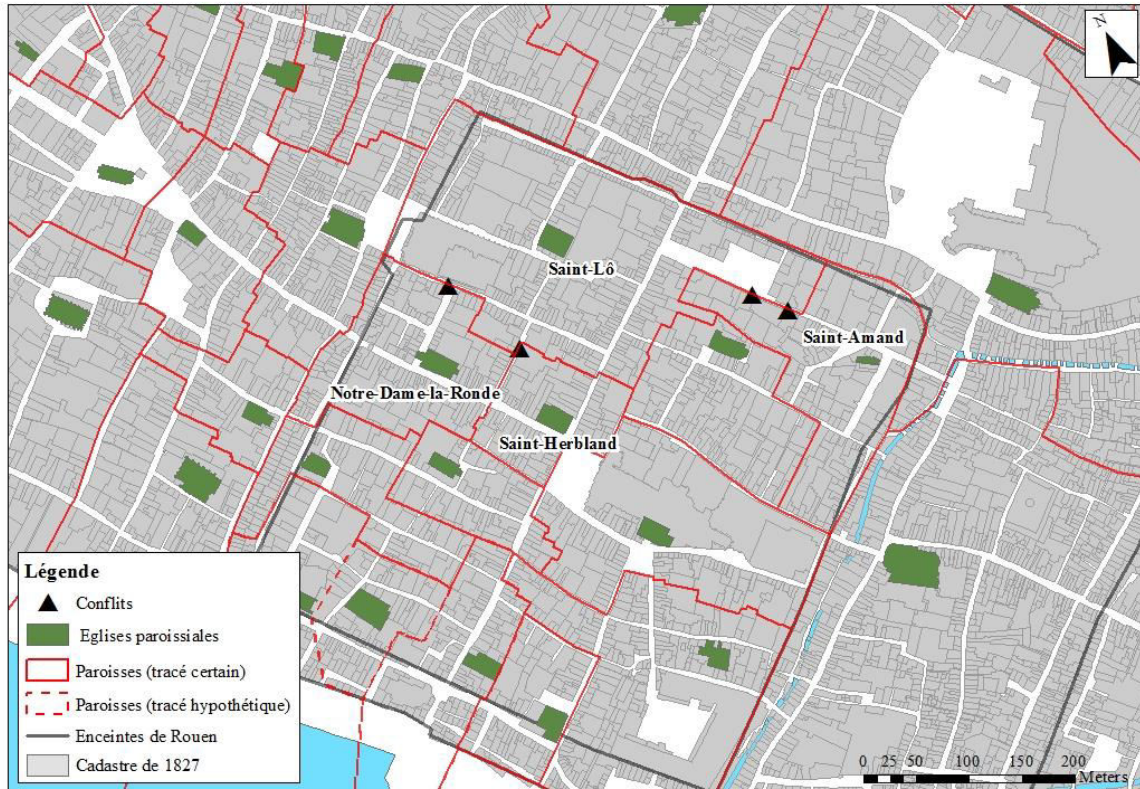 N
Saint-Lô
Saint-Amand
Notre-Dame-la-Ronde
Saint-Herbland
Légende
Conflits
Eglises paroissiales
Paroisses (tracé certain)
Paroisses (tracé hypothétique)
Enceintes de Rouen
Cadastre de 1827
0 25 50 100 150 200
Meters